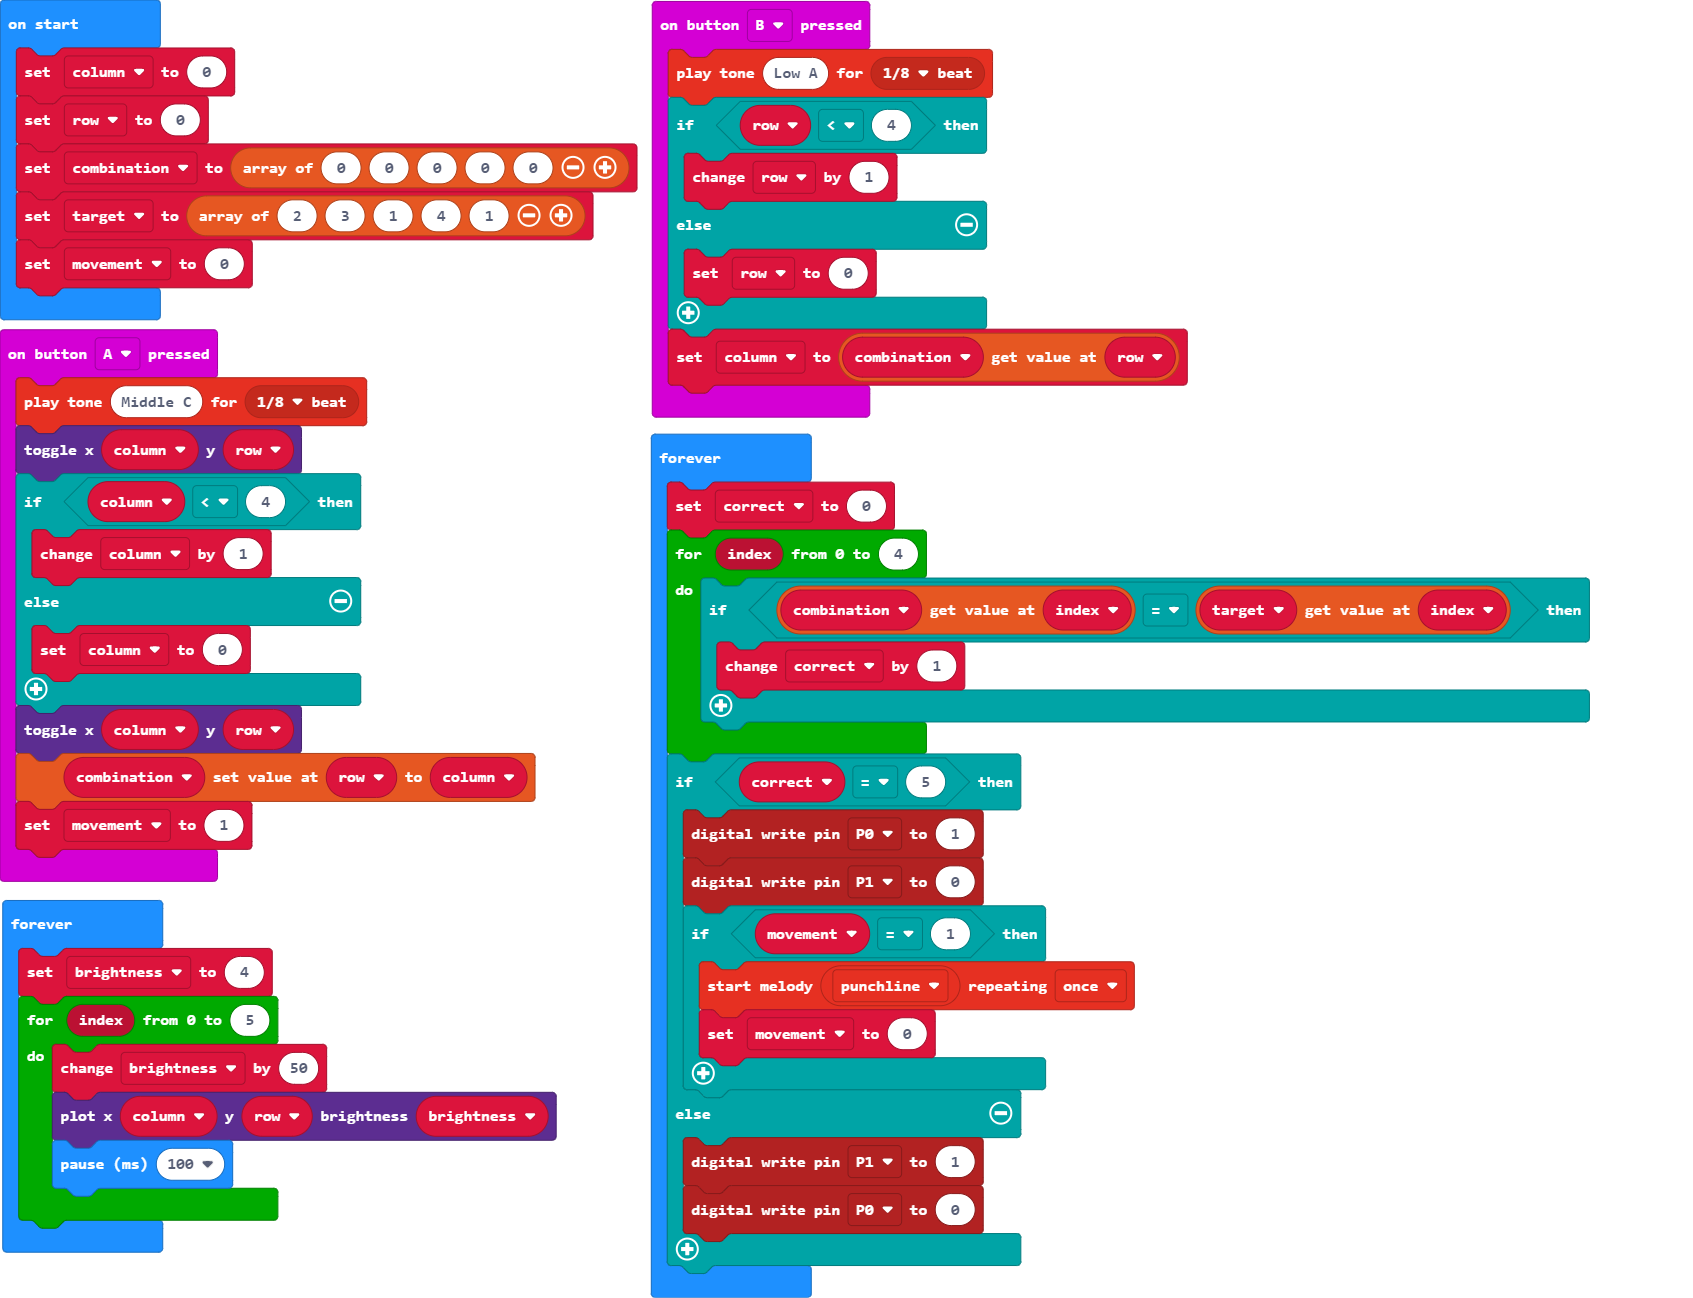 on start
set column to 0
set row to 0
set combination to array of 0 0 0 0 0
set target to array of 2 3 1 4 1
set movement to 0
on button A pressed
play tone Middle C for 1/8 beat
toggle x column y row
if column < 4 then
change column by 1
else
set column to 0
toggle x column y row
combination set value at row to column
set movement to 1
forever
set brightness to 4
for index from 0 to 5
do
change brightness by 50
plot x column y row brightness brightness
pause (ms) 100
on button B pressed
play tone Low A for 1/8 beat
if row < 4 then
change row by 1
else
set row to 0
set column to combination get value at row
forever
set correct to 0
for index from 0 to 4
do
if combination get value at index = target get value at index then
change correct by 1
if correct = 5 then
digital write pin P0 to 1
digital write pin P1 to 0
if movement = 1 then
start melody punchline repeating once
set movement to 0
else
digital write pin P1 to 1
digital write pin P0 to 0